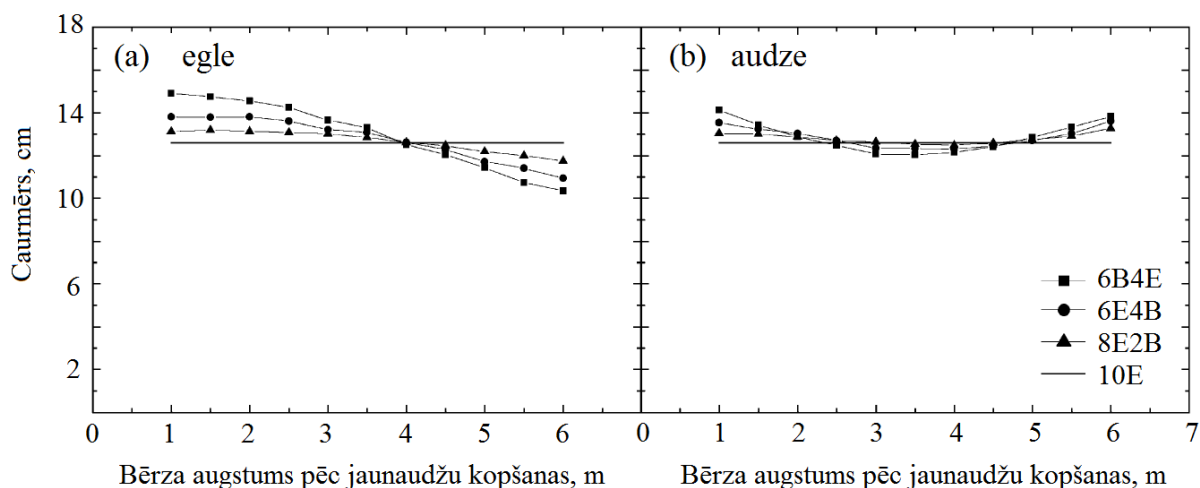 18
14
10
6
2
Caurmērs, cm
(a) egle
(b) audze
6B4E
6E4B
8E2B
10E
0 1 2 3 4 5 6 0 1 2 3 4 5 6 7
Bērza augstums pēc jaunaudžu kopšanas, m
Bērza augstums pēc jaunaudžu kopšanas, m